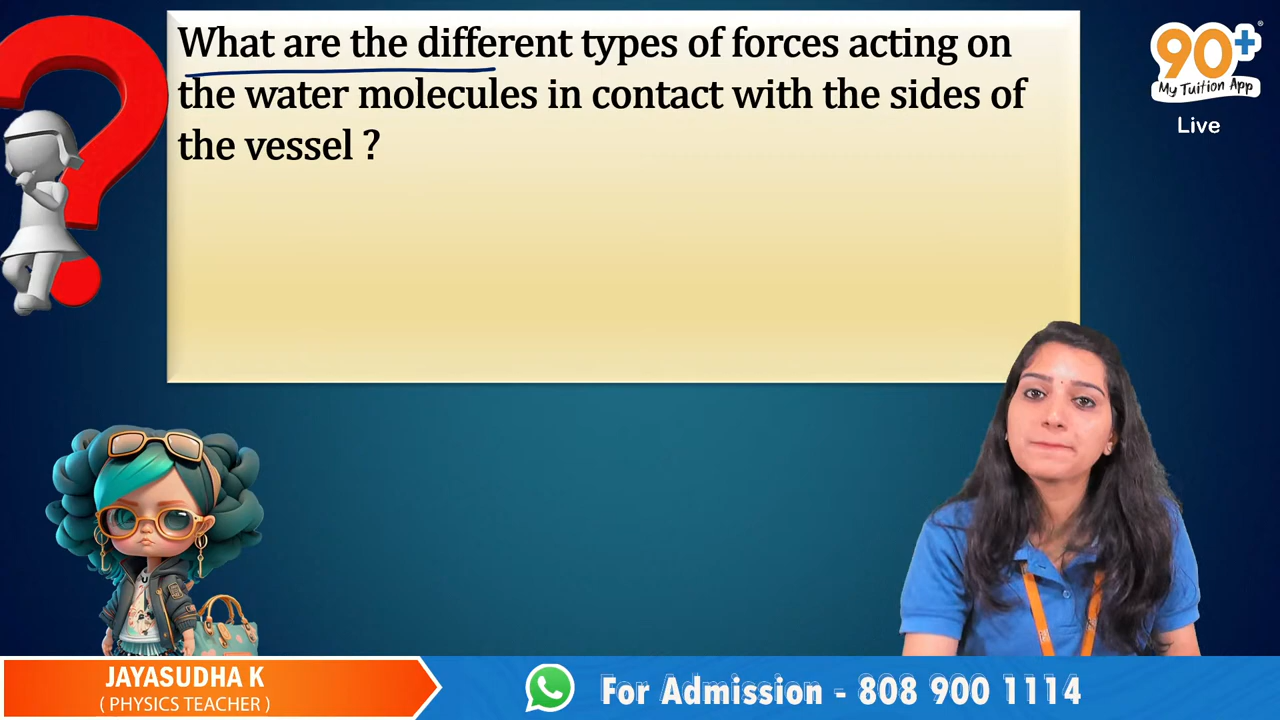 What are the different types of forces acting on
the water molecules in contact with the sides of
the vessel ?
90+
My Tuition App
Live
JAYASUDHA K
( PHYSICS TEACHER )
For Admission - 808 900 1114